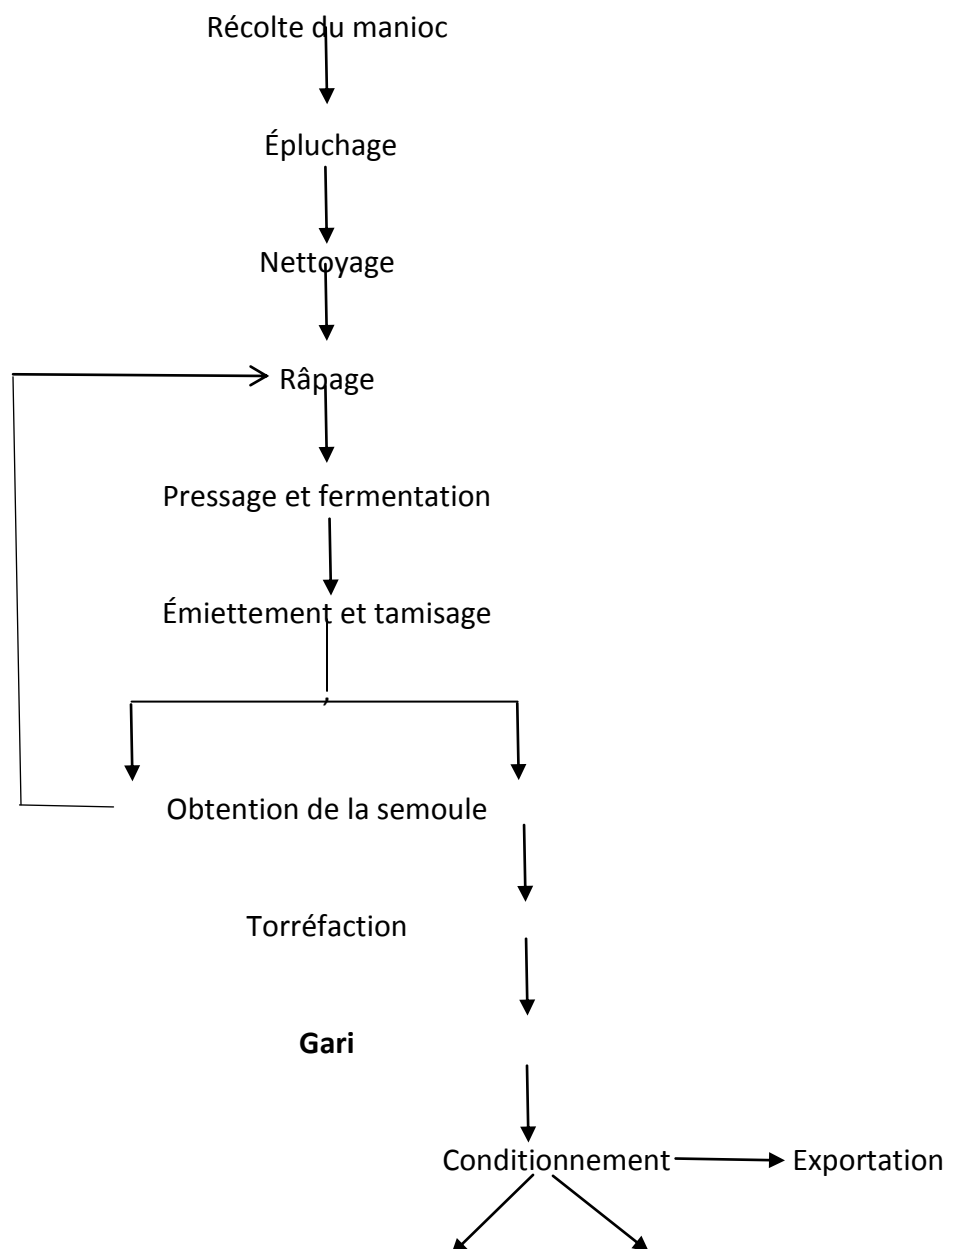 Récolte du manioc
Épluchage
Nettoyage
Râpage
Pressage et fermentation
Émiettement et tamisage
Obtention de la semoule
Torréfaction
Gari
Conditionnement
Exportation